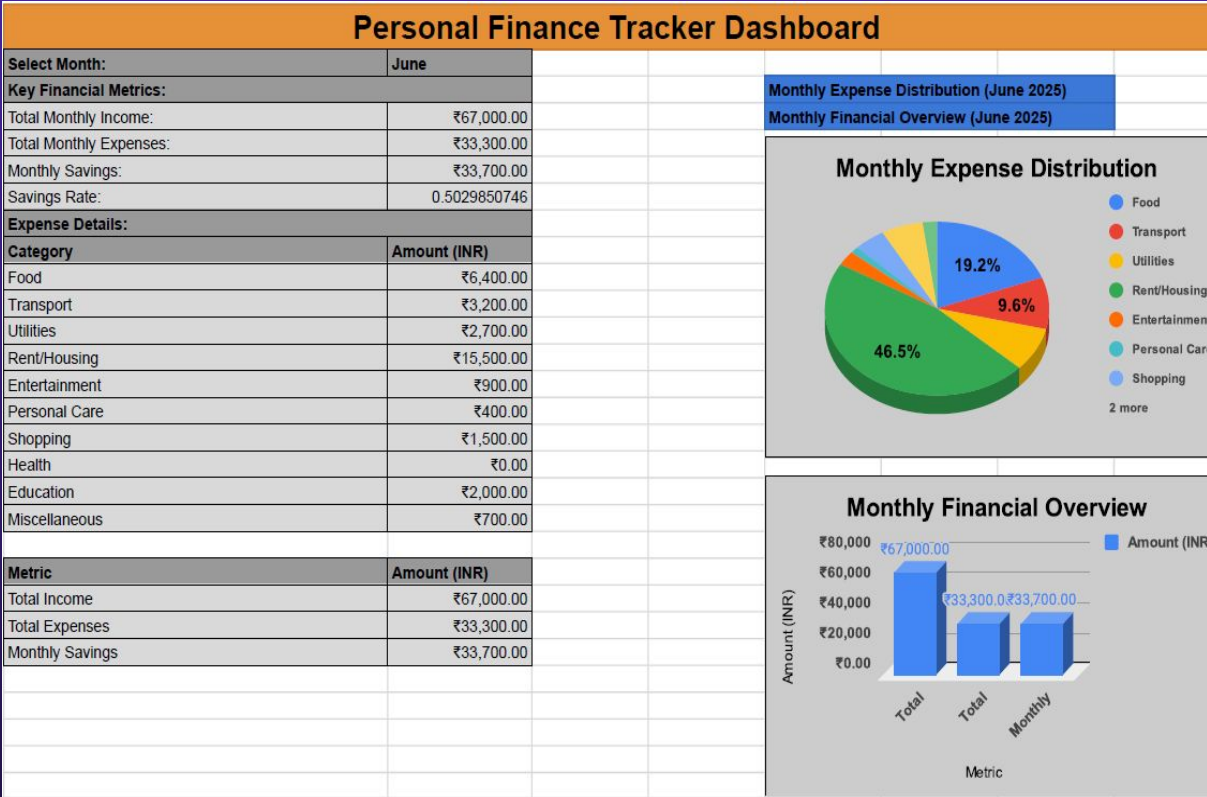 Personal Finance Tracker Dashboard
Select Month: June
Key Financial Metrics:
Total Monthly Income: ₹67,000.00
Total Monthly Expenses: ₹33,300.00
Monthly Savings: ₹33,700.00
Savings Rate: 0.5029850746
Expense Details:
Category Amount (INR)
Food ₹6,400.00
Transport ₹3,200.00
Utilities ₹2,700.00
Rent/Housing ₹15,500.00
Entertainment ₹900.00
Personal Care ₹400.00
Shopping ₹1,500.00
Health ₹0.00
Education ₹2,000.00
Miscellaneous ₹700.00
Metric Amount (INR)
Total Income ₹67,000.00
Total Expenses ₹33,300.00
Monthly Savings ₹33,700.00
Monthly Expense Distribution (June 2025)
Monthly Financial Overview (June 2025)
Monthly Expense Distribution
19.2%
9.6%
46.5%
Food
Transport
Utilities
Rent/Housing
Entertainmen
Personal Car
Shopping
2 more
Monthly Financial Overview
Amount (INR
Amount (INR)
₹80,000
₹60,000
₹40,000
₹20,000
₹0.00
₹67,000.00
₹33,300.0
₹33,700.00
Total
Total
Monthly
Metric